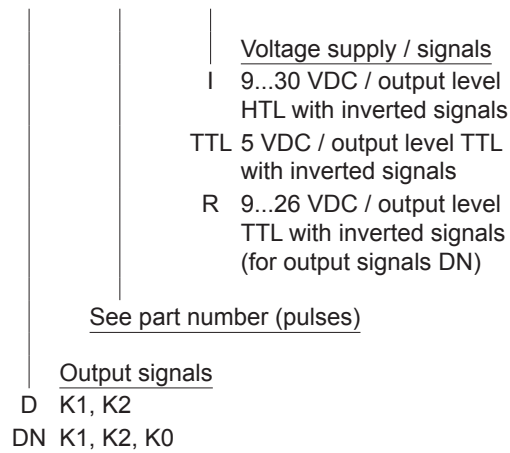 Voltage supply / signals
I 9...30 VDC / output level
HTL with inverted signals
TTL 5 VDC / output level TTL
with inverted signals
R 9...26 VDC / output level
TTL with inverted signals
(for output signals DN)
See part number (pulses)
Output signals
D K1, K2
DN K1, K2, K0